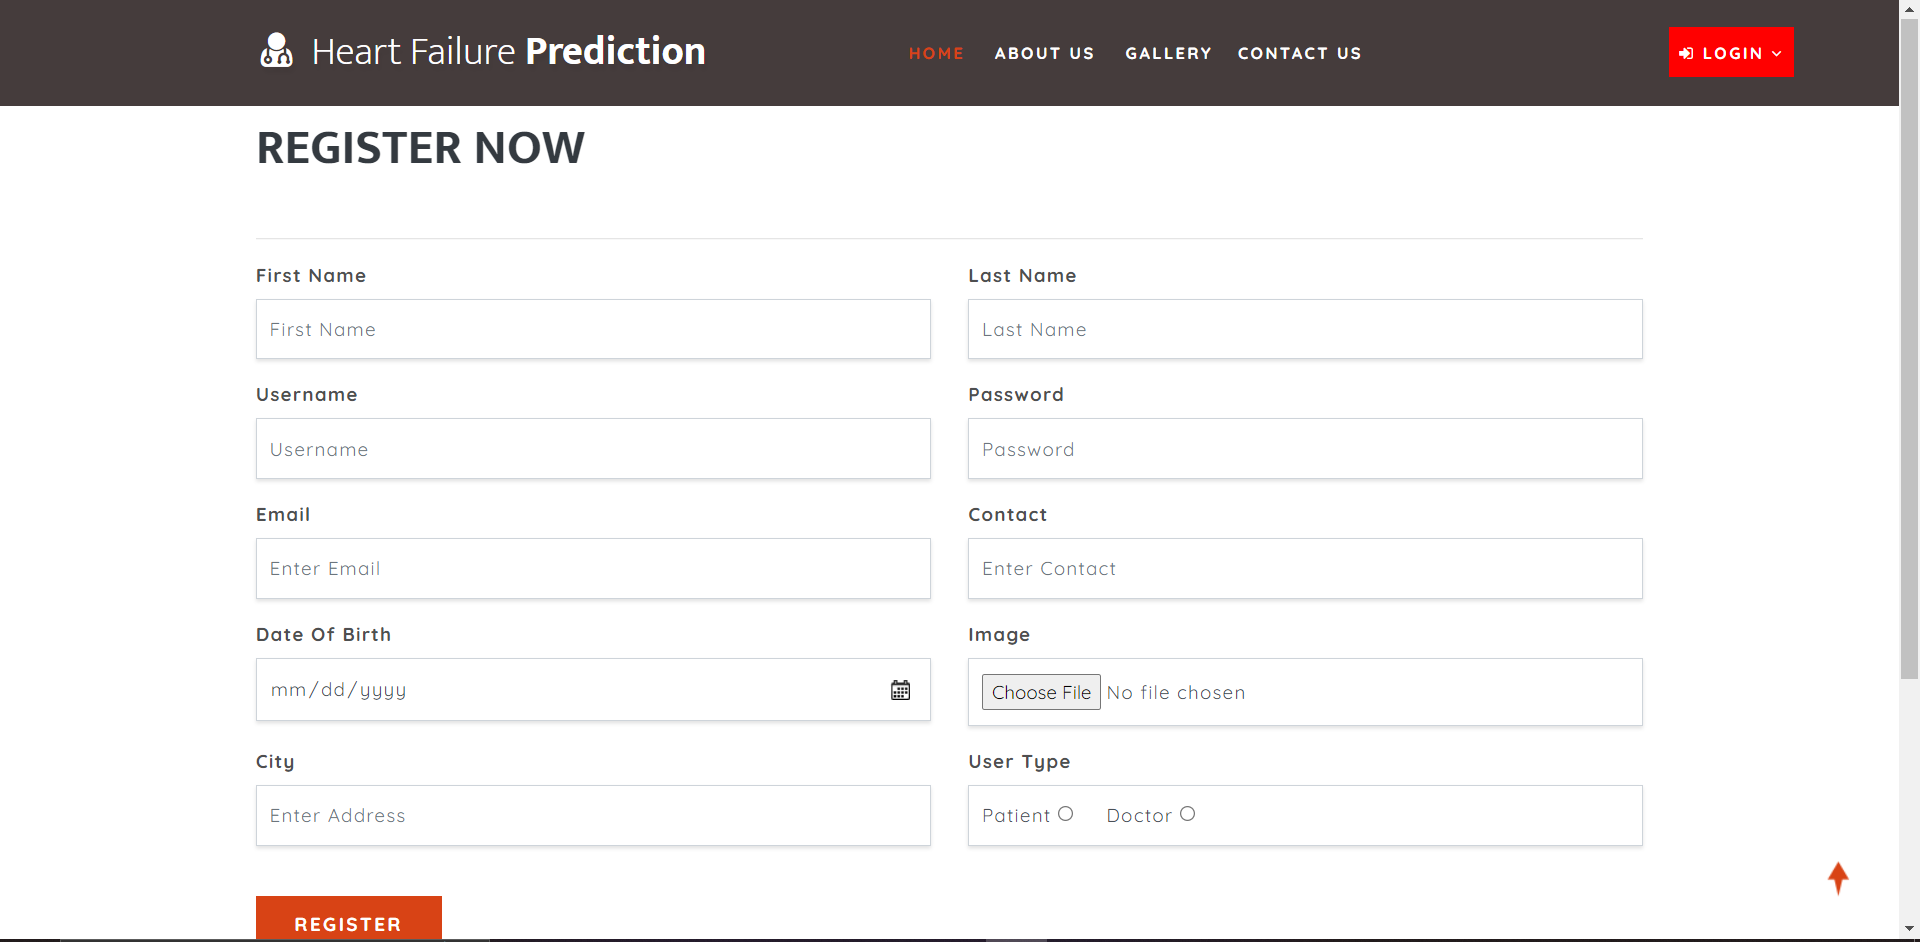 Heart Failure Prediction
HOME ABOUT US GALLERY CONTACT US
LOGIN
REGISTER NOW
First Name Last Name
First Name Last Name
Username Password
Username Password
Email Contact
Enter Email Enter Contact
Date Of Birth Image
mm/dd/yyyy Choose File No file chosen
City User Type
Enter Address Patient Doctor
REGISTER